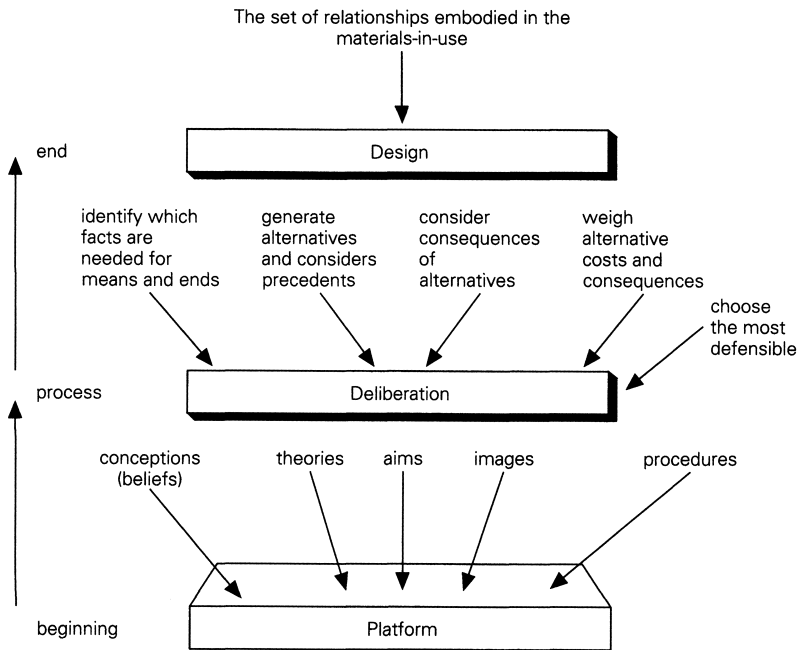 The set of relationships embodied in the
materials-in-use
end
Design
identify which
facts are
needed for
means and ends
generate
alternatives
and considers
precedents
consider
consequences
of
alternatives
weigh
alternative
costs and
consequences
choose
the most
defensible
process
Deliberation
conceptions
(beliefs)
theories
aims
images
procedures
beginning
Platform